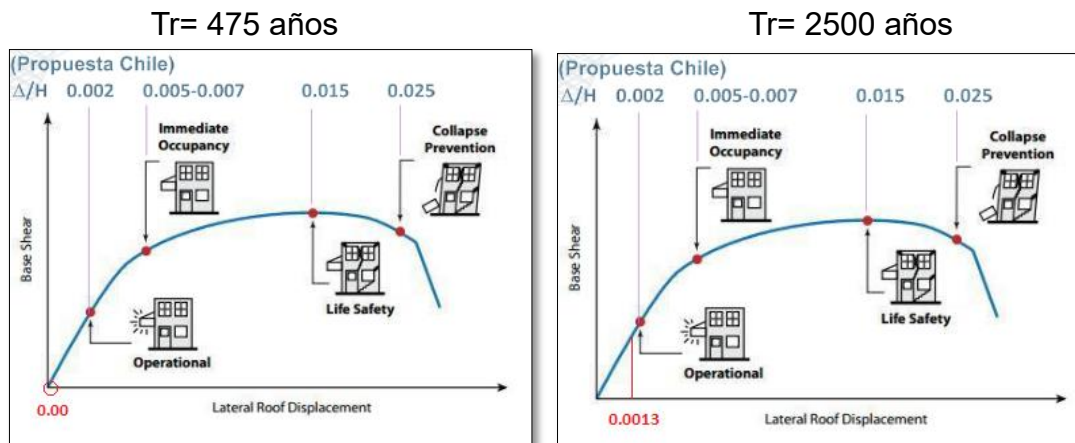 Tr= 475 años
(Propuesta Chile)
Δ/H 0.002 0.005-0.007 0.015 0.025
Immediate
Occupancy
Collapse
Prevention
Base Shear
Life Safety
Operational
0.00
Lateral Roof Displacement
Tr= 2500 años
(Propuesta Chile)
Δ/H 0.002 0.005-0.007 0.015 0.025
Immediate
Occupancy
Collapse
Prevention
Base Shear
Life Safety
Operational
0.0013
Lateral Roof Displacement